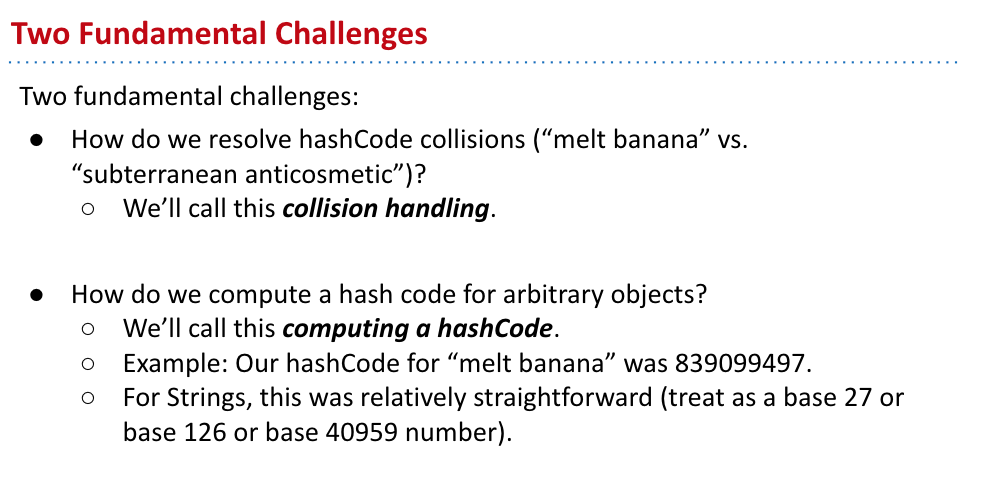 Two Fundamental Challenges
Two fundamental challenges:
● How do we resolve hashCode collisions (“melt banana” vs.
“subterranean anticosmetic”)?
○ We’ll call this collision handling.
● How do we compute a hash code for arbitrary objects?
○ We’ll call this computing a hashCode.
○ Example: Our hashCode for “melt banana” was 839099497.
○ For Strings, this was relatively straightforward (treat as a base 27 or
base 126 or base 40959 number).